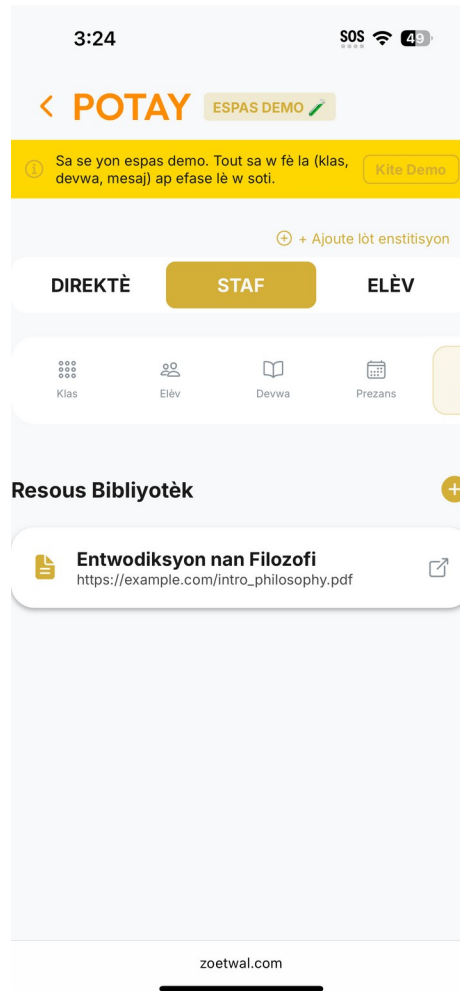 3:24
SOS
49
POTAY
ESPAS DEMO
Sa se yon espas demo. Tout sa w fè la (klas,
devwa, mesaj) ap efase lè w soti.
Kite Demo
+ Ajoute lòt enstitisyon
DIREKTÈ
STAF
ELÈV
Klas
Elèv
Devwa
Prezans
Resous Bibliyotèk
Entwodiksyon nan Filozofi
https://example.com/intro_philosophy.pdf
zoetwal.com